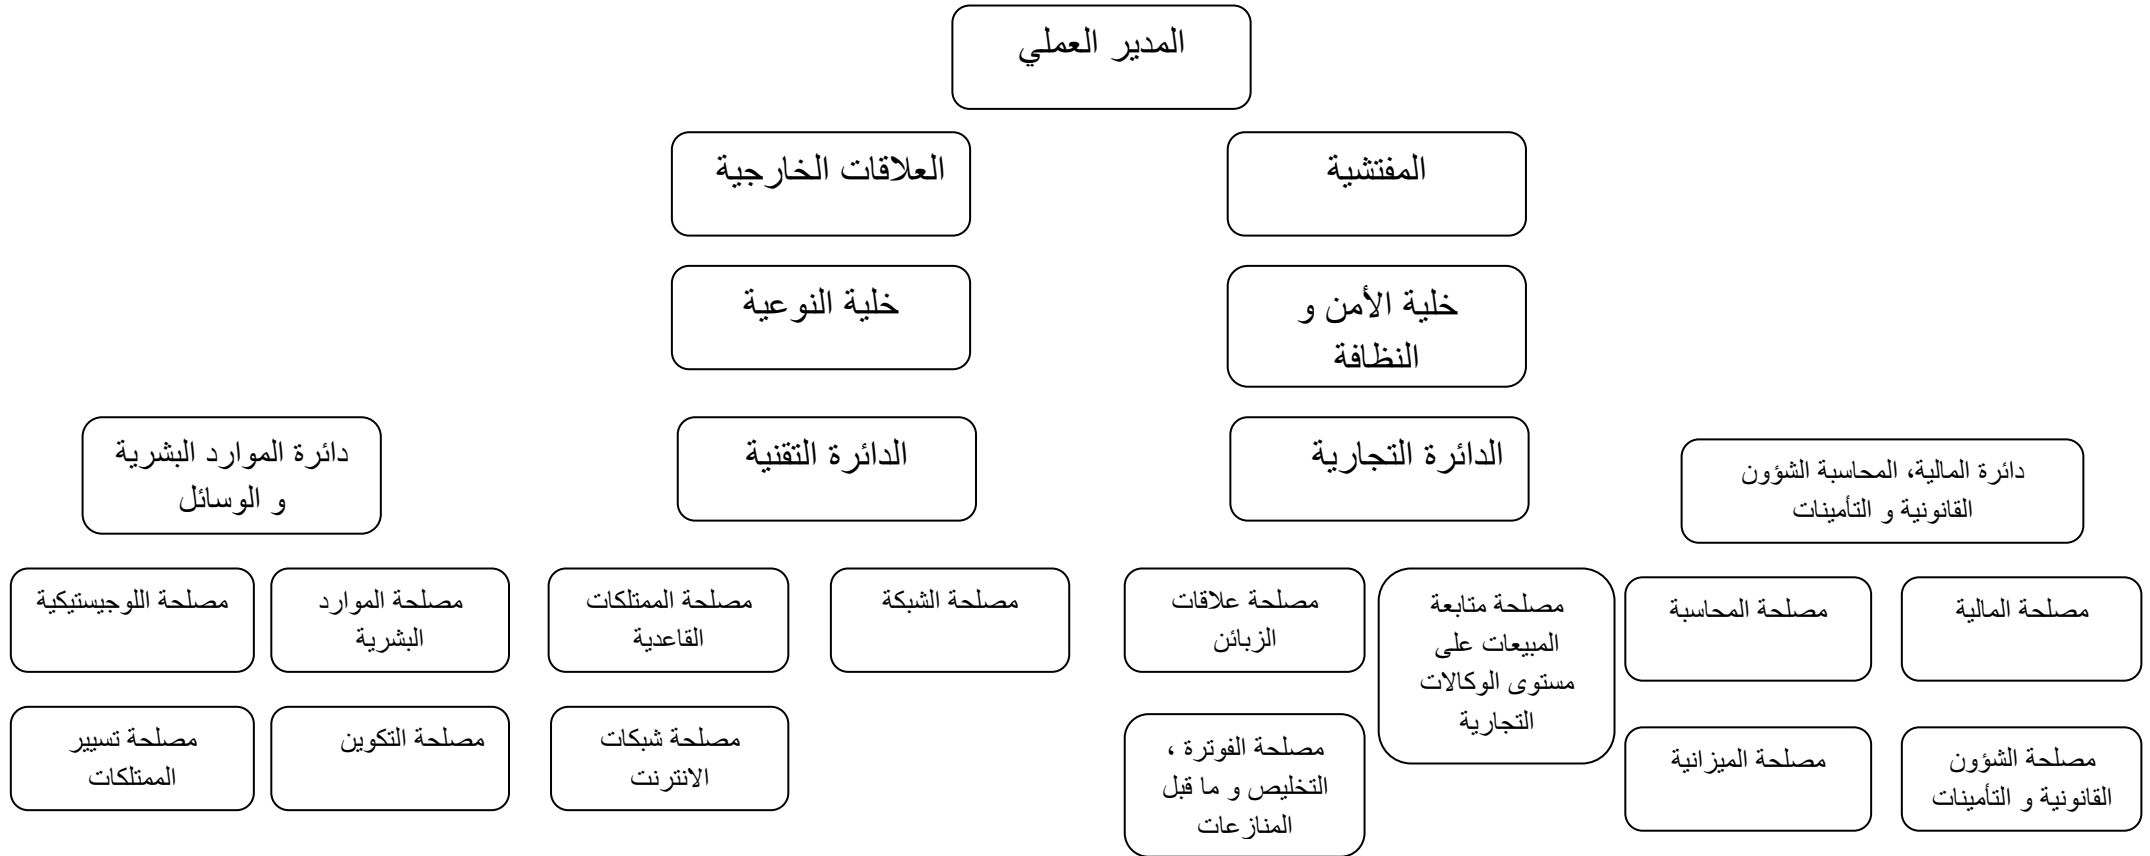 المدير العملي
المفتشية
العلاقات الخارجية
خلية الأمن و
النظافة
خلية النوعية
دائرة المالية، المحاسبة الشؤون
القانونية و التأمينات
الدائرة التجارية
الدائرة التقنية
دائرة الموارد البشرية
و الوسائل
مصلحة المالية
مصلحة المحاسبة
مصلحة متابعة
المبيعات على
مستوى الوكالات
التجارية
مصلحة علاقات
الزبائن
مصلحة الشبكة
مصلحة الممتلكات
القاعدية
مصلحة الموارد
البشرية
مصلحة اللوجيستيكية
مصلحة الشؤون
القانونية و التأمينات
مصلحة الميزانية
مصلحة الفوترة ،
التخليص و ما قبل
المنازعات
مصلحة شبكات
الانترنت
مصلحة التكوين
مصلحة تسيير
الممتلكات